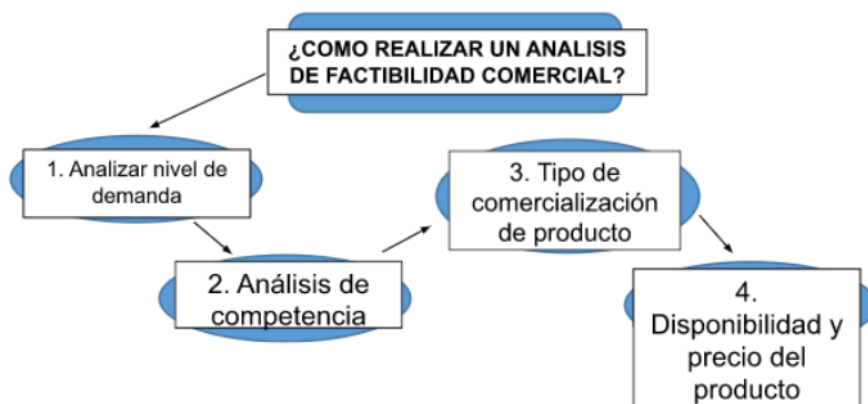 ¿COMO REALIZAR UN ANALISIS
DE FACTIBILIDAD COMERCIAL?
1. Analizar nivel de
demanda
2. Análisis de
competencia
3. Tipo de
comercialización
de producto
4.
Disponibilidad y
precio del
producto